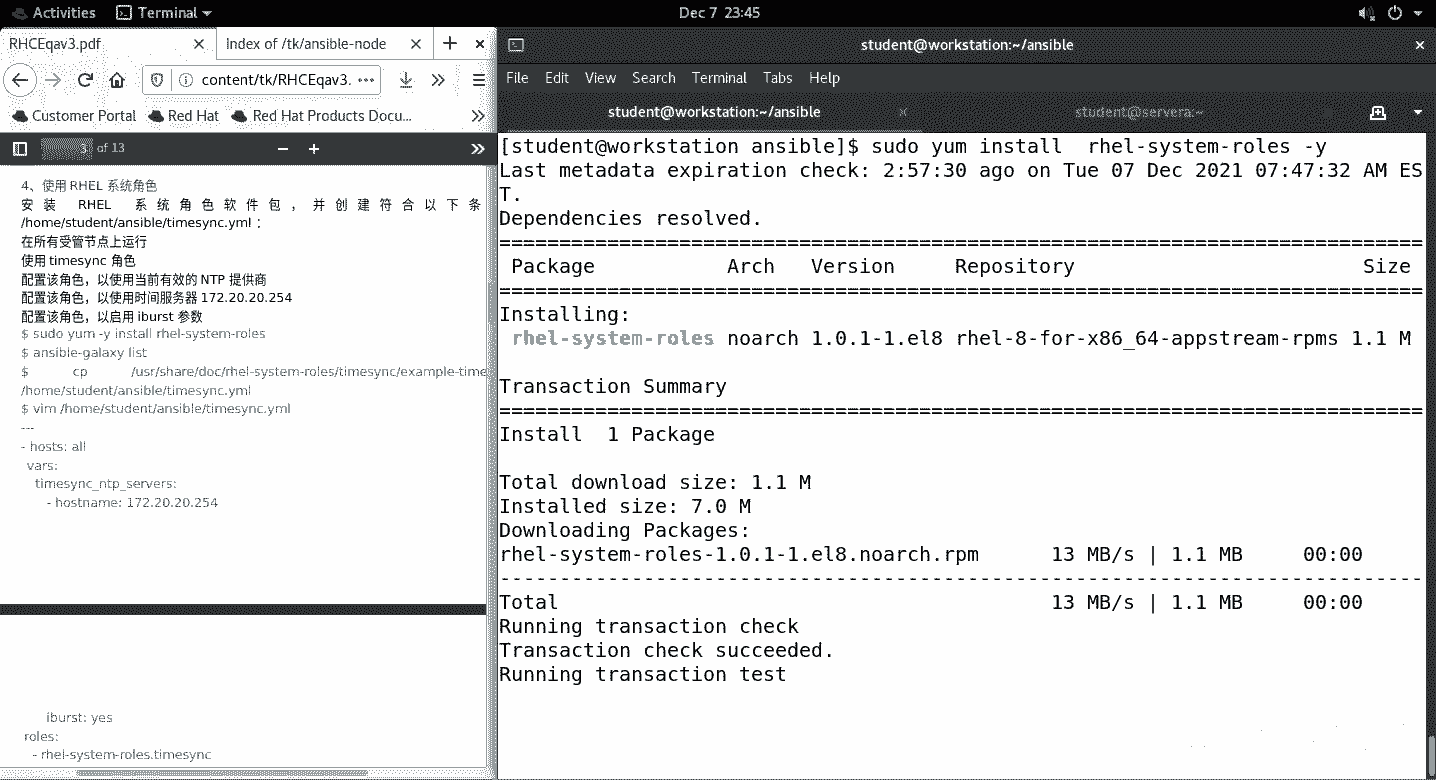 Activities Terminal Dec 7 23:45
RHCEqav3.pdf Index of /tk/ansible-node
content/tk/RHCEqav3.
Customer Portal Red Hat Red Hat Products Docu...
3 of 13
4、使用 RHEL 系统角色
安 装 RHEL 系 统 角 色 软 件 包 ， 并 创 建 符 合 以 下 条
/home/student/ansible/timesync.yml：
在所有受管节点上运行
使用 timesync 角色
配置该角色，以使用当前有效的 NTP 提供商
配置该角色，以使用时间服务器 172.20.20.254
配置该角色，以启用 iburst 参数
$ sudo yum -y install rhel-system-roles
$ ansible-galaxy list
$ cp /usr/share/doc/rhel-system-roles/timesync/example-time
/home/student/ansible/timesync.yml
$ vim /home/student/ansible/timesync.yml
---
- hosts: all
vars:
timesync_ntp_servers:
- hostname: 172.20.20.254
iburst: yes
roles:
- rhel-system-roles.timesync
student@workstation:~/ansible
File Edit View Search Terminal Tabs Help
student@workstation:~/ansible student@servera:~
[student@workstation ansible]$ sudo yum install  rhel-system-roles -y
Last metadata expiration check: 2:57:30 ago on Tue 07 Dec 2021 07:47:32 AM ES
T.
Dependencies resolved.
================================================================================
Package Arch Version Repository Size
================================================================================
Installing:
rhel-system-roles noarch 1.0.1-1.el8 rhel-8-for-x86_64-appstream-rpms 1.1 M
Transaction Summary
================================================================================
Install  1 Package
Total download size: 1.1 M
Installed size: 7.0 M
Downloading Packages:
rhel-system-roles-1.0.1-1.el8.noarch.rpm 13 MB/s | 1.1 MB 00:00
--------------------------------------------------------------------------------
Total 13 MB/s | 1.1 MB 00:00
Running transaction check
Transaction check succeeded.
Running transaction test